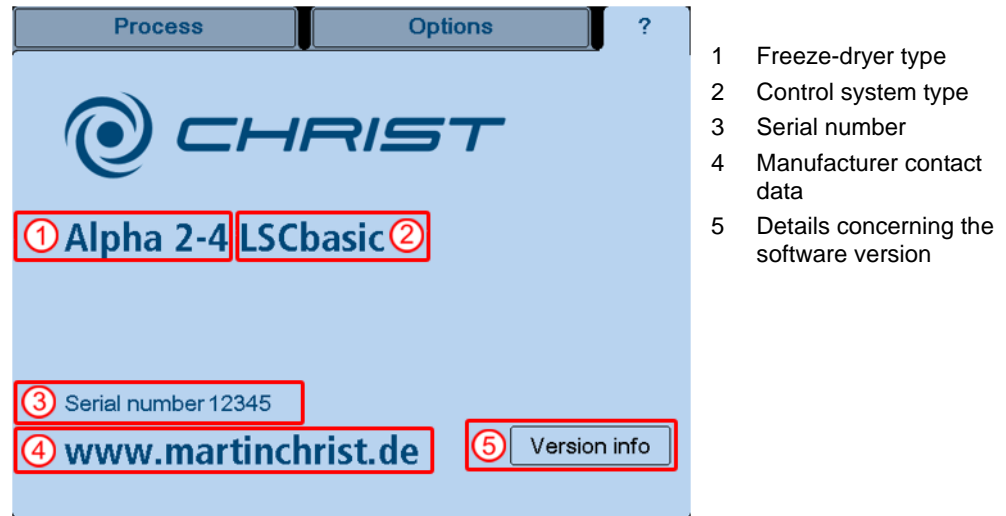 Process
Options
?
CHRIST
1 Alpha 2-4 LSCbasic 2
3 Serial number 12345
4 www.martinchrist.de
5 Version info
1 Freeze-dryer type
2 Control system type
3 Serial number
4 Manufacturer contact
data
5 Details concerning the
software version